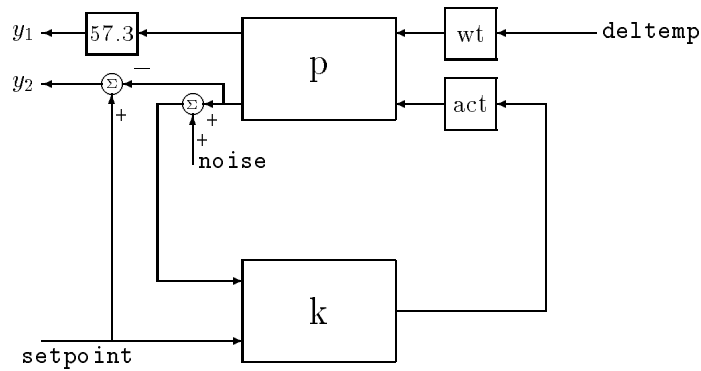 y₁
57.3
p
wt
deltemp
y₂
Σ
−
+
Σ
+
+
noise
act
k
setpoint